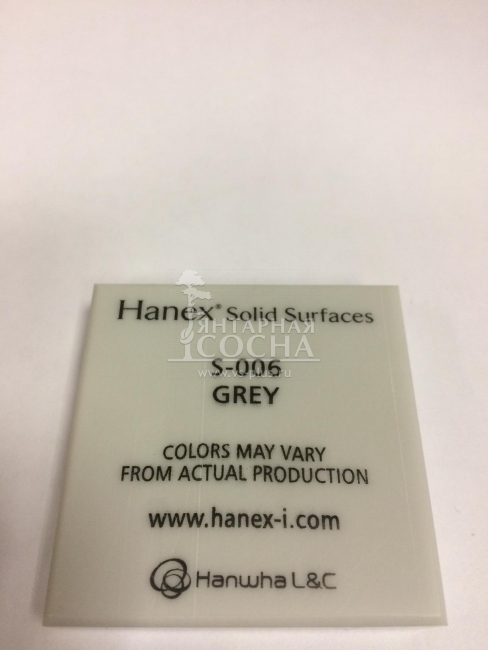 Hanex® Solid Surfaces
ЯНТАРНАЯ
СОСНА
S-006
GREY
COLORS MAY VARY
FROM ACTUAL PRODUCTION
www.hanex-i.com
Hanwha L&C